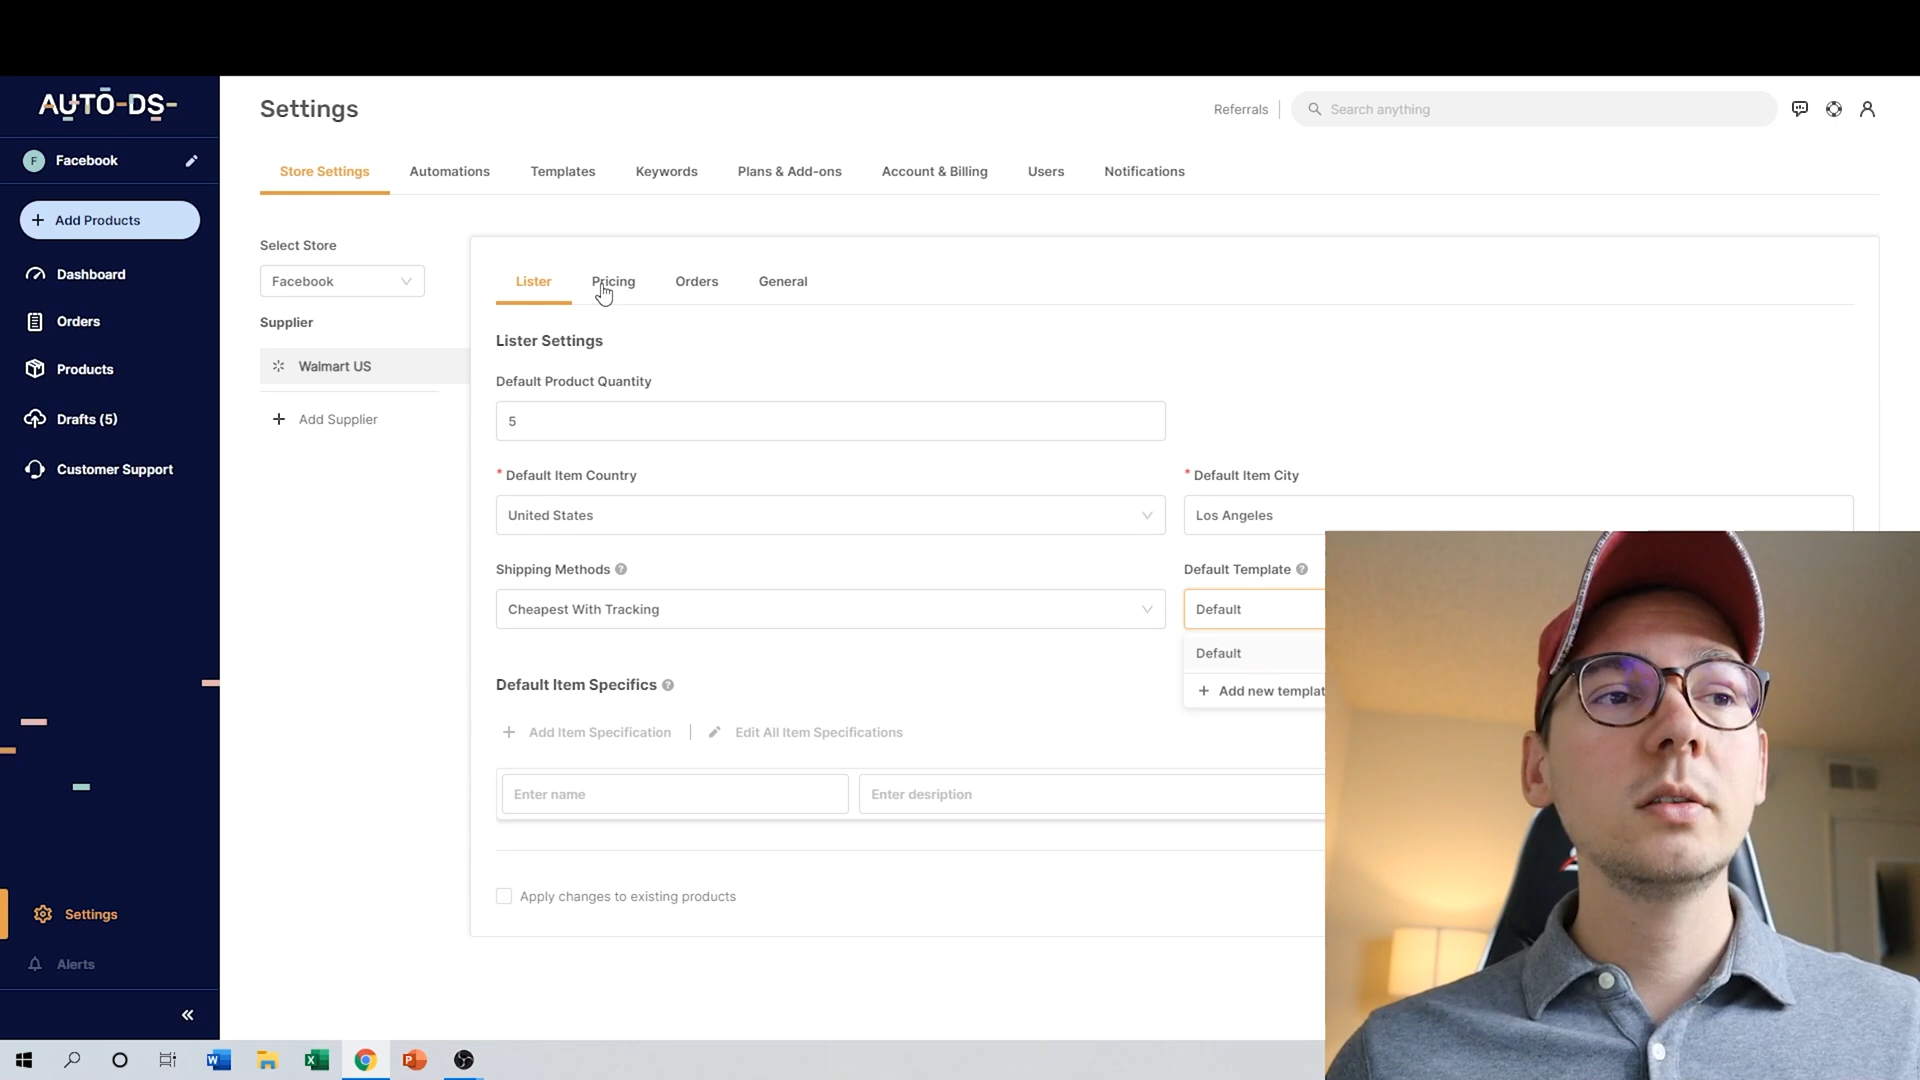 AUTO-DS-
Settings
Referrals
Search anything
F
Facebook
Store Settings
Automations
Templates
Keywords
Plans & Add-ons
Account & Billing
Users
Notifications
+ Add Products
Dashboard
Orders
Products
Drafts (5)
Customer Support
Settings
Alerts
«
Select Store
Facebook
Supplier
Walmart US
+ Add Supplier
Lister
Pricing
Orders
General
Lister Settings
Default Product Quantity
5
* Default Item Country
* Default Item City
United States
Los Angeles
Shipping Methods ?
Default Template ?
Cheapest With Tracking
Default
Default
+ Add new templat
Default Item Specifics ?
+ Add Item Specification
Edit All Item Specifications
Enter name
Enter desription
Apply changes to existing products
W
X
P